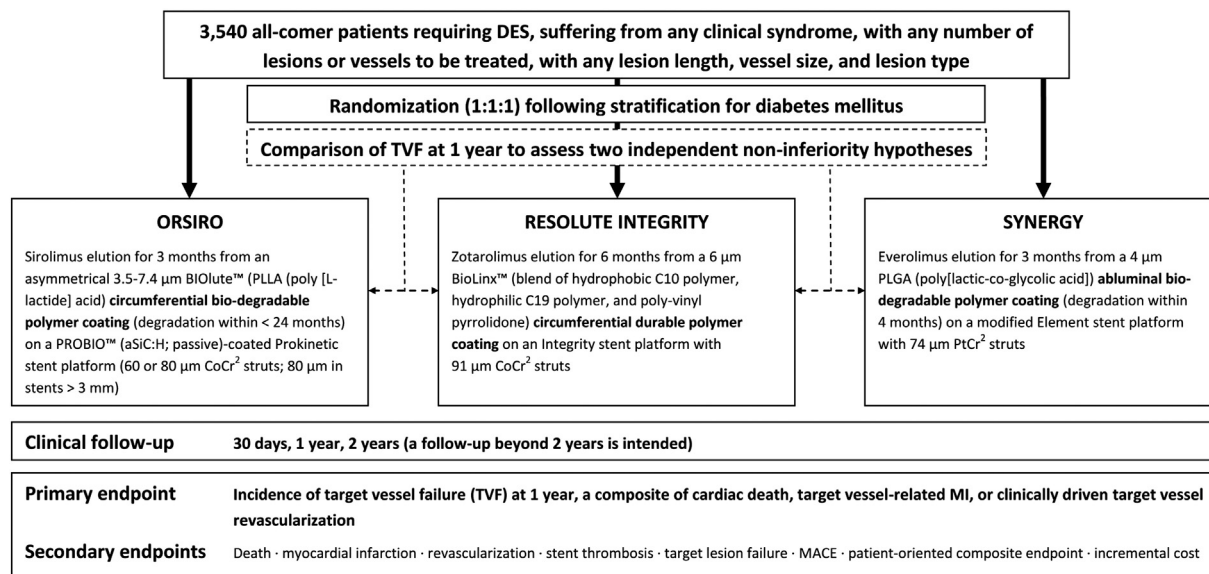 3,540 all-comer patients requiring DES, suffering from any clinical syndrome, with any number of
lesions or vessels to be treated, with any lesion length, vessel size, and lesion type
Randomization (1:1:1) following stratification for diabetes mellitus
Comparison of TVF at 1 year to assess two independent non-inferiority hypotheses
ORSIRO
Sirolimus elution for 3 months from an
asymmetrical 3.5-7.4 µm BIOlute™ (PLLA (poly [L-
lactide] acid) circumferential bio-degradable
polymer coating (degradation within < 24 months)
on a PROBIO™ (aSiC:H; passive)-coated Prokinetic
stent platform (60 or 80 µm CoCr² struts; 80 µm in
stents > 3 mm)
RESOLUTE INTEGRITY
Zotarolimus elution for 6 months from a 6 µm
BioLinx™ (blend of hydrophobic C10 polymer,
hydrophilic C19 polymer, and poly-vinyl
pyrrolidone) circumferential durable polymer
coating on an Integrity stent platform with
91 µm CoCr² struts
SYNERGY
Everolimus elution for 3 months from a 4 µm
PLGA (poly[lactic-co-glycolic acid]) abluminal bio-
degradable polymer coating (degradation within
4 months) on a modified Element stent platform
with 74 µm PtCr² struts
Clinical follow-up 30 days, 1 year, 2 years (a follow-up beyond 2 years is intended)
Primary endpoint Incidence of target vessel failure (TVF) at 1 year, a composite of cardiac death, target vessel-related MI, or clinically driven target vessel
revascularization
Secondary endpoints Death · myocardial infarction · revascularization · stent thrombosis · target lesion failure · MACE · patient-oriented composite endpoint · incremental cost